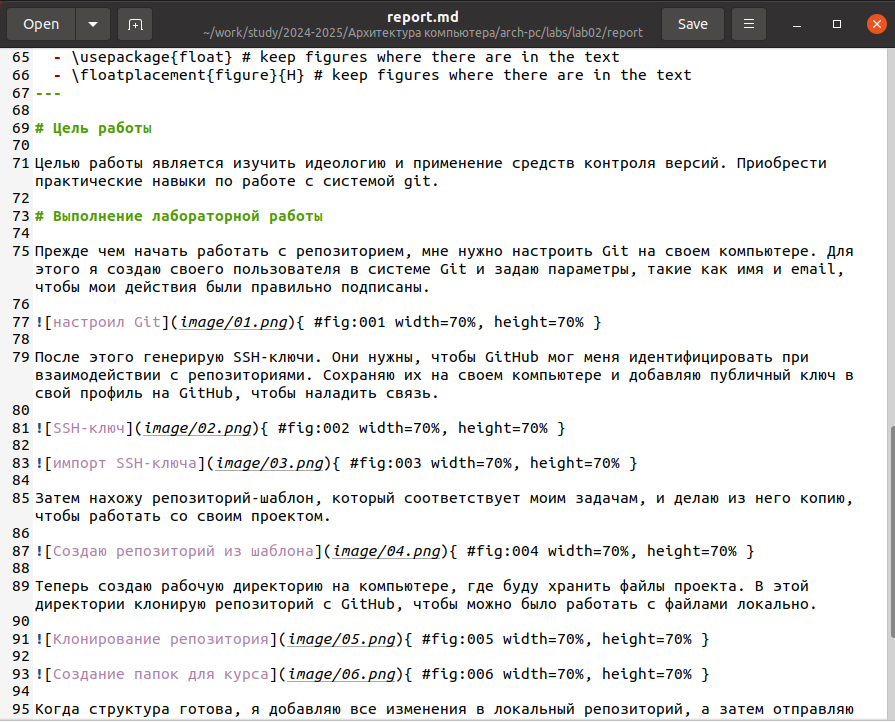 Open
report.md
~/work/study/2024-2025/Архитектура компьютера/arch-pc/labs/lab02/report
Save
65   - \usepackage{float} # keep figures where there are in the text
66   - \floatplacement{figure}{H} # keep figures where there are in the text
67 ---
68
69 # Цель работы
70
71 Целью работы является изучить идеологию и применение средств контроля версий. Приобрести
практические навыки по работе с системой git.
72
73 # Выполнение лабораторной работы
74
75 Прежде чем начать работать с репозиторием, мне нужно настроить Git на своем компьютере. Для
этого я создаю своего пользователя в системе Git и задаю параметры, такие как имя и email,
чтобы мои действия были правильно подписаны.
76
77 ![настроил Git](image/01.png){ #fig:001 width=70%, height=70% }
78
79 После этого генерирую SSH-ключи. Они нужны, чтобы GitHub мог меня идентифицировать при
взаимодействии с репозиториями. Сохраняю их на своем компьютере и добавляю публичный ключ в
свой профиль на GitHub, чтобы наладить связь.
80
81 ![SSH-ключ](image/02.png){ #fig:002 width=70%, height=70% }
82
83 ![импорт SSH-ключа](image/03.png){ #fig:003 width=70%, height=70% }
84
85 Затем нахожу репозиторий-шаблон, который соответствует моим задачам, и делаю из него копию,
чтобы работать со своим проектом.
86
87 ![Создаю репозиторий из шаблона](image/04.png){ #fig:004 width=70%, height=70% }
88
89 Теперь создаю рабочую директорию на компьютере, где буду хранить файлы проекта. В этой
директории клонирую репозиторий с GitHub, чтобы можно было работать с файлами локально.
90
91 ![Клонирование репозитория](image/05.png){ #fig:005 width=70%, height=70% }
92
93 ![Создание папок для курса](image/06.png){ #fig:006 width=70%, height=70% }
94
95 Когда структура готова, я добавляю все изменения в локальный репозиторий, а затем отправляю